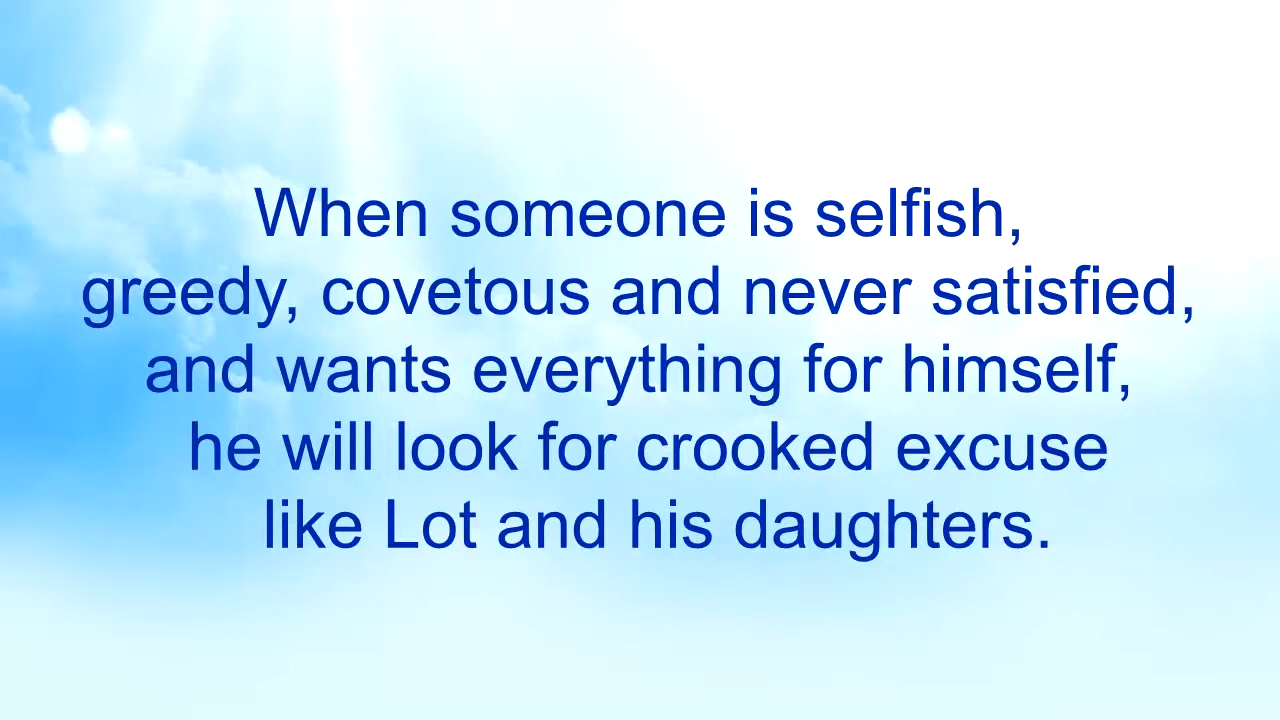 When someone is selfish,
greedy, covetous and never satisfied,
and wants everything for himself,
he will look for crooked excuse
like Lot and his daughters.